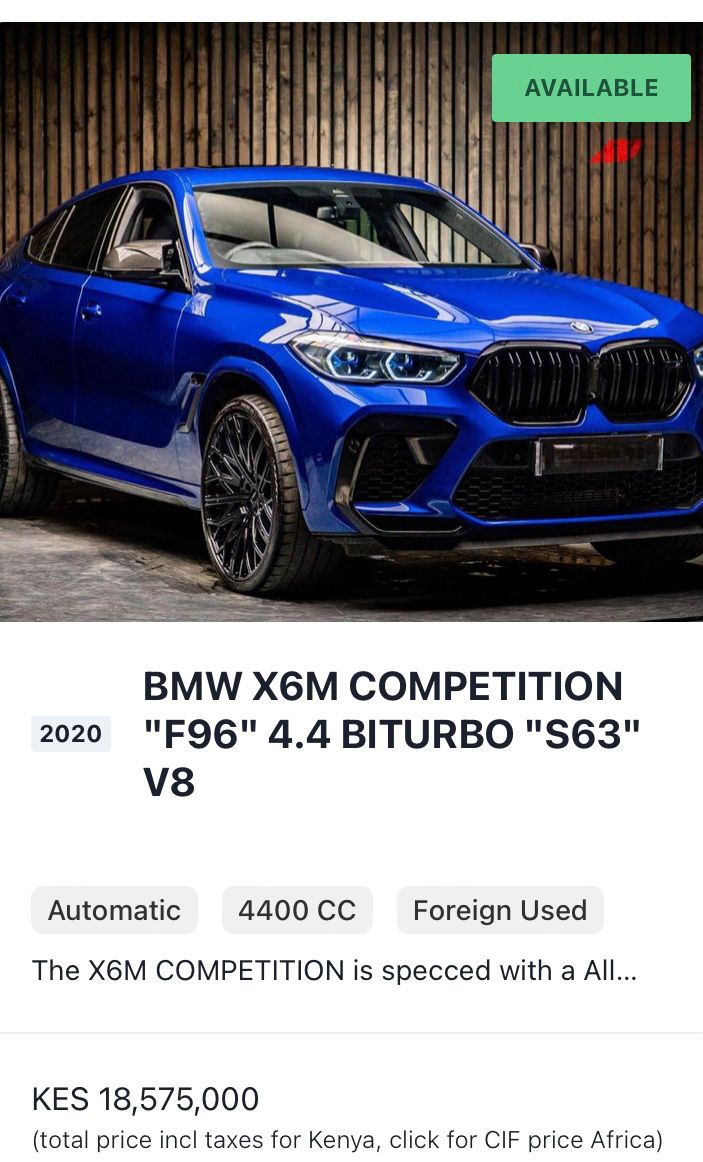 AVAILABLE
2020
BMW X6M COMPETITION
"F96" 4.4 BITURBO "S63"
V8
Automatic
4400 CC
Foreign Used
The X6M COMPETITION is specced with a All...
KES 18,575,000
(total price incl taxes for Kenya, click for CIF price Africa)